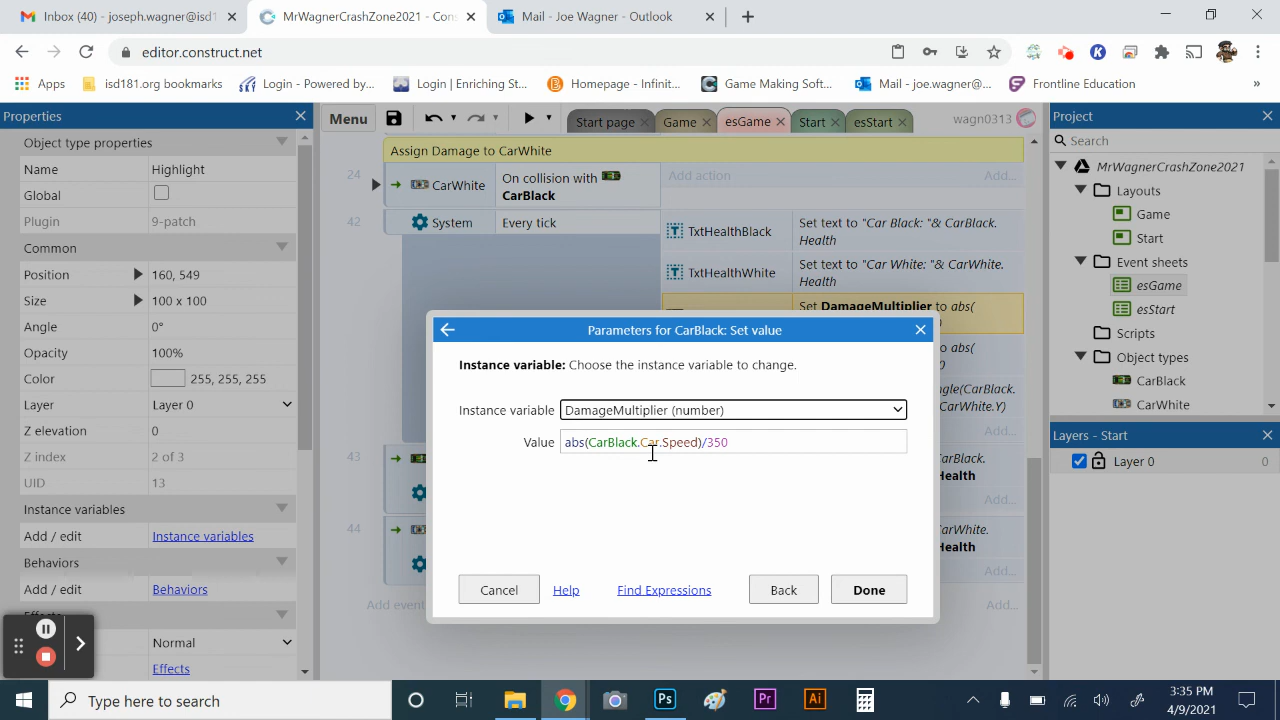 Inbox (40) - joseph.wagner@isd1
MrWagnerCrashZone2021 - Cons
Mail - Joe Wagner - Outlook
editor.construct.net
Apps
isd181.org bookmarks
Login - Powered by...
Login | Enriching St...
Homepage - Infinit...
Game Making Soft...
Mail - joe.wagner@...
Frontline Education
Properties
Object type properties
Name Highlight
Global
Plugin 9-patch
Common
Position 160, 549
Size 100 x 100
Angle 0°
Opacity 100%
Color 255, 255, 255
Layer Layer 0
Z elevation 0
Z index 2 of 3
UID 13
Instance variables
Add / edit Instance variables
Behaviors
Add / edit Behaviors
Normal
Effects
Menu
Start page
Game
esGame
Start
esStart
wagn0313
Assign Damage to CarWhite
24
CarWhite
On collision with
CarBlack
Add action
Add...
42
System
Every tick
TxtHealthBlack
Set text to "Car Black: "& CarBlack.
Health
TxtHealthWhite
Set text to "Car White: "& CarWhite.
Health
Set DamageMultiplier to abs(
43
44
Add event
Add...
Add...
Add...
Parameters for CarBlack: Set value
Instance variable: Choose the instance variable to change.
Instance variable DamageMultiplier (number)
Value abs(CarBlack.Car.Speed)/350
Cancel
Help
Find Expressions
Back
Done
Project
Search
MrWagnerCrashZone2021
Layouts
Game
Start
Event sheets
esGame
esStart
Scripts
Object types
CarBlack
CarWhite
Layers - Start
Layer 0
0
Type here to search
3:35 PM
4/9/2021